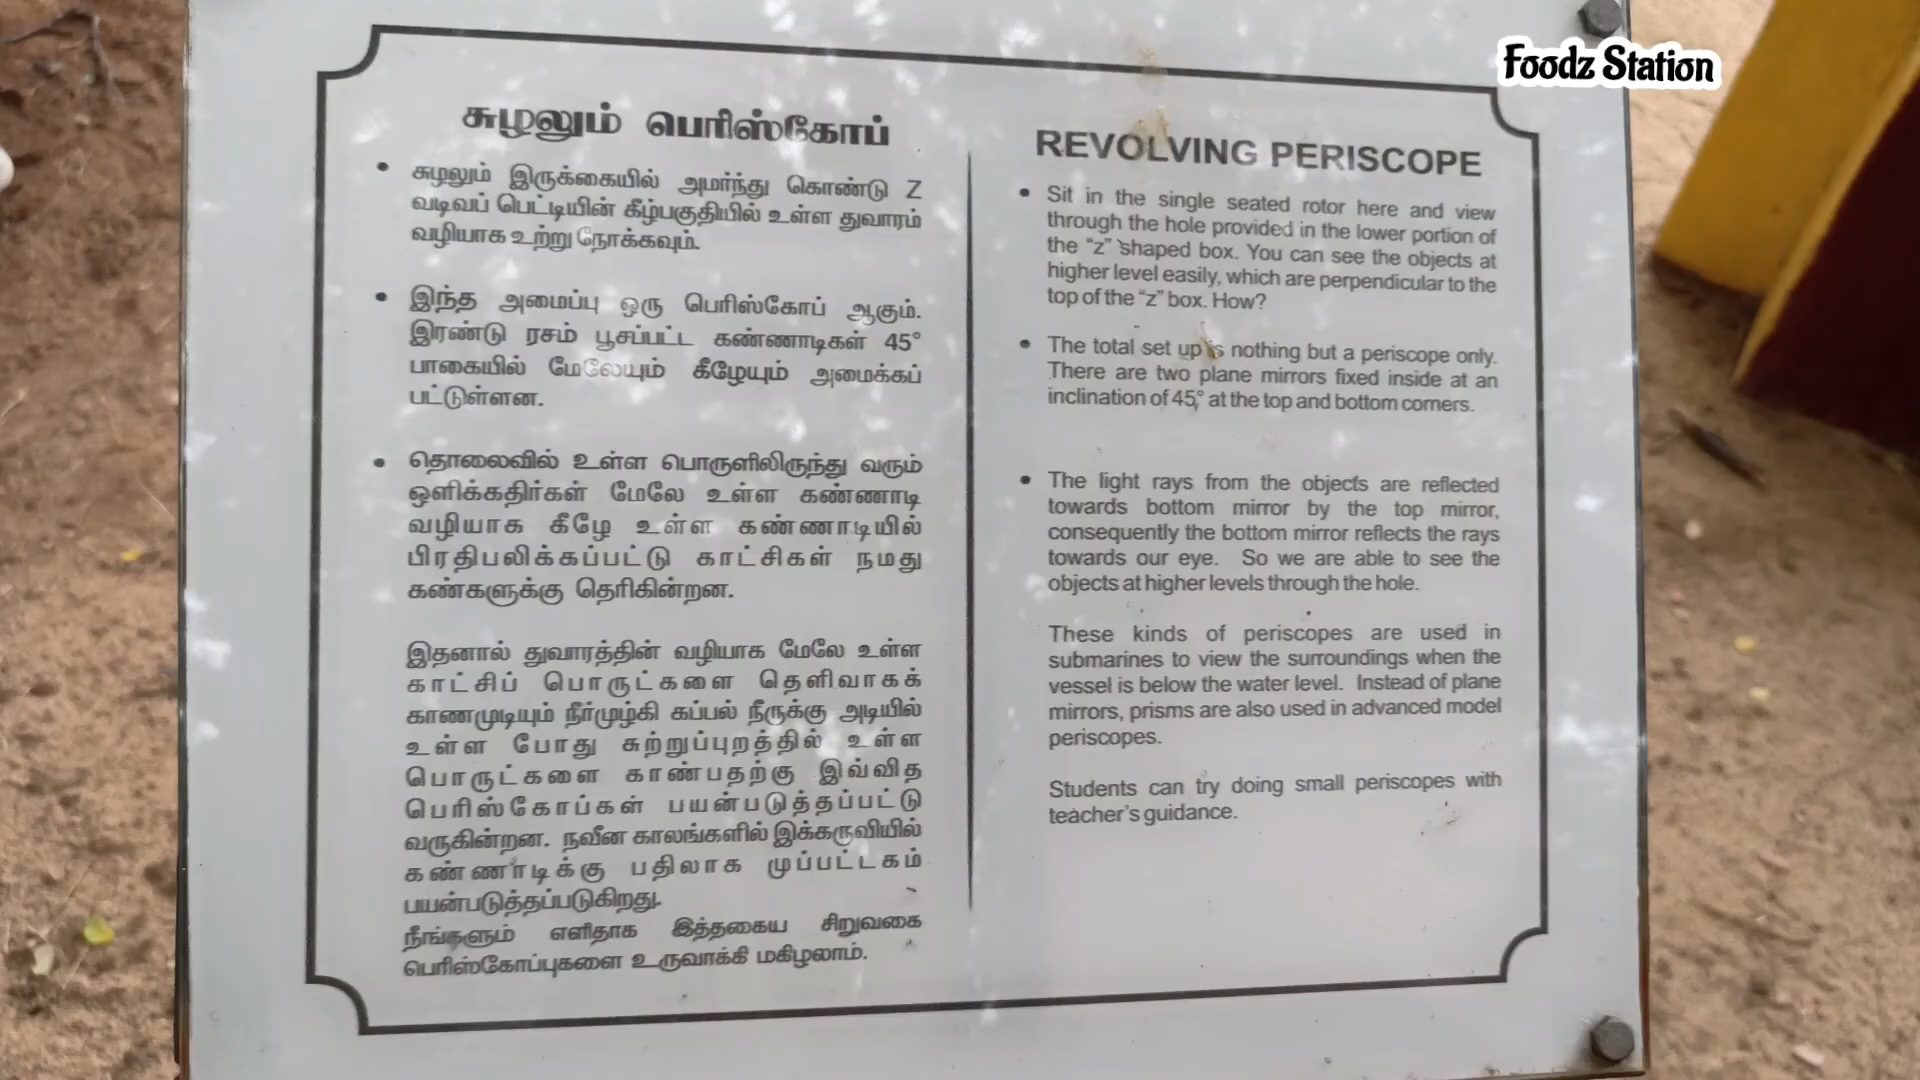 Foodz Station
சுழலும் பெரிஸ்கோப்
• சுழலும் இருக்கையில் அமர்ந்து கொண்டு Z
வடிவப் பெட்டியின் கீழ்பகுதியில் உள்ள துவாரம்
வழியாக உற்று நோக்கவும்.
• இந்த அமைப்பு ஒரு பெரிஸ்கோப் ஆகும்.
இரண்டு ரசம் பூசப்பட்ட கண்ணாடிகள் 45°
பாகையில் மேலேயும் கீழேயும் அமைக்கப்
பட்டுள்ளன.
• தொலைவில் உள்ள பொருளிலிருந்து வரும்
ஒளிக்கதிர்கள் மேலே உள்ள கண்ணாடி
வழியாக கீழே உள்ள கண்ணாடியில்
பிரதிபலிக்கப்பட்டு காட்சிகள் நமது
கண்களுக்கு தெரிகின்றன.
இதனால் துவாரத்தின் வழியாக மேலே உள்ள
காட்சிப் பொருட்களை தெளிவாகக்
காணமுடியும் நீர்முழ்கி கப்பல் நீருக்கு அடியில்
உள்ள போது சுற்றுப்புறத்தில் உள்ள
பொருட்களை காண்பதற்கு இவ்வித
பெரிஸ்கோப்கள் பயன்படுத்தப்பட்டு
வருகின்றன. நவீன காலங்களில் இக்கருவியில்
கண்ணாடிக்கு பதிலாக முப்பட்டகம்
பயன்படுத்தப்படுகிறது.
நீங்களும் எளிதாக இத்தகைய சிறுவகை
பெரிஸ்கோப்புகளை உருவாக்கி மகிழலாம்.
REVOLVING PERISCOPE
• Sit in the single seated rotor here and view
through the hole provided in the lower portion of
the “z” shaped box. You can see the objects at
higher level easily, which are perpendicular to the
top of the “z” box. How?
• The total set up is nothing but a periscope only.
There are two plane mirrors fixed inside at an
inclination of 45° at the top and bottom corners.
• The light rays from the objects are reflected
towards bottom mirror by the top mirror,
consequently the bottom mirror reflects the rays
towards our eye. So we are able to see the
objects at higher levels through the hole.
These kinds of periscopes are used in
submarines to view the surroundings when the
vessel is below the water level. Instead of plane
mirrors, prisms are also used in advanced model
periscopes.
Students can try doing small periscopes with
teacher’s guidance.